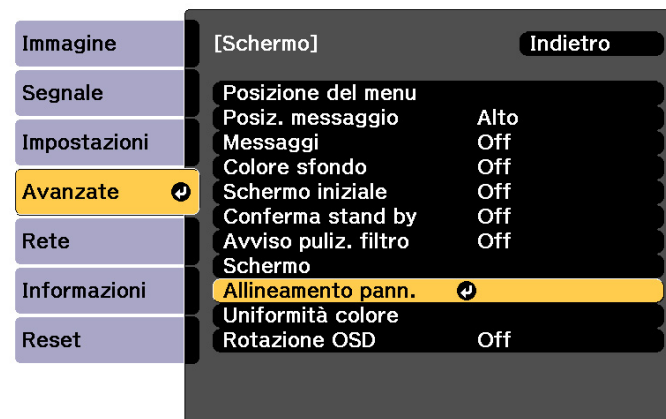 Immagine
Segnale
Impostazioni
Avanzate
Rete
Informazioni
Reset
[Schermo] Indietro
Posizione del menu
Posiz. messaggio Alto
Messaggi Off
Colore sfondo Off
Schermo iniziale Off
Conferma stand by Off
Avviso puliz. filtro Off
Schermo
Allineamento pann.
Uniformità colore
Rotazione OSD Off